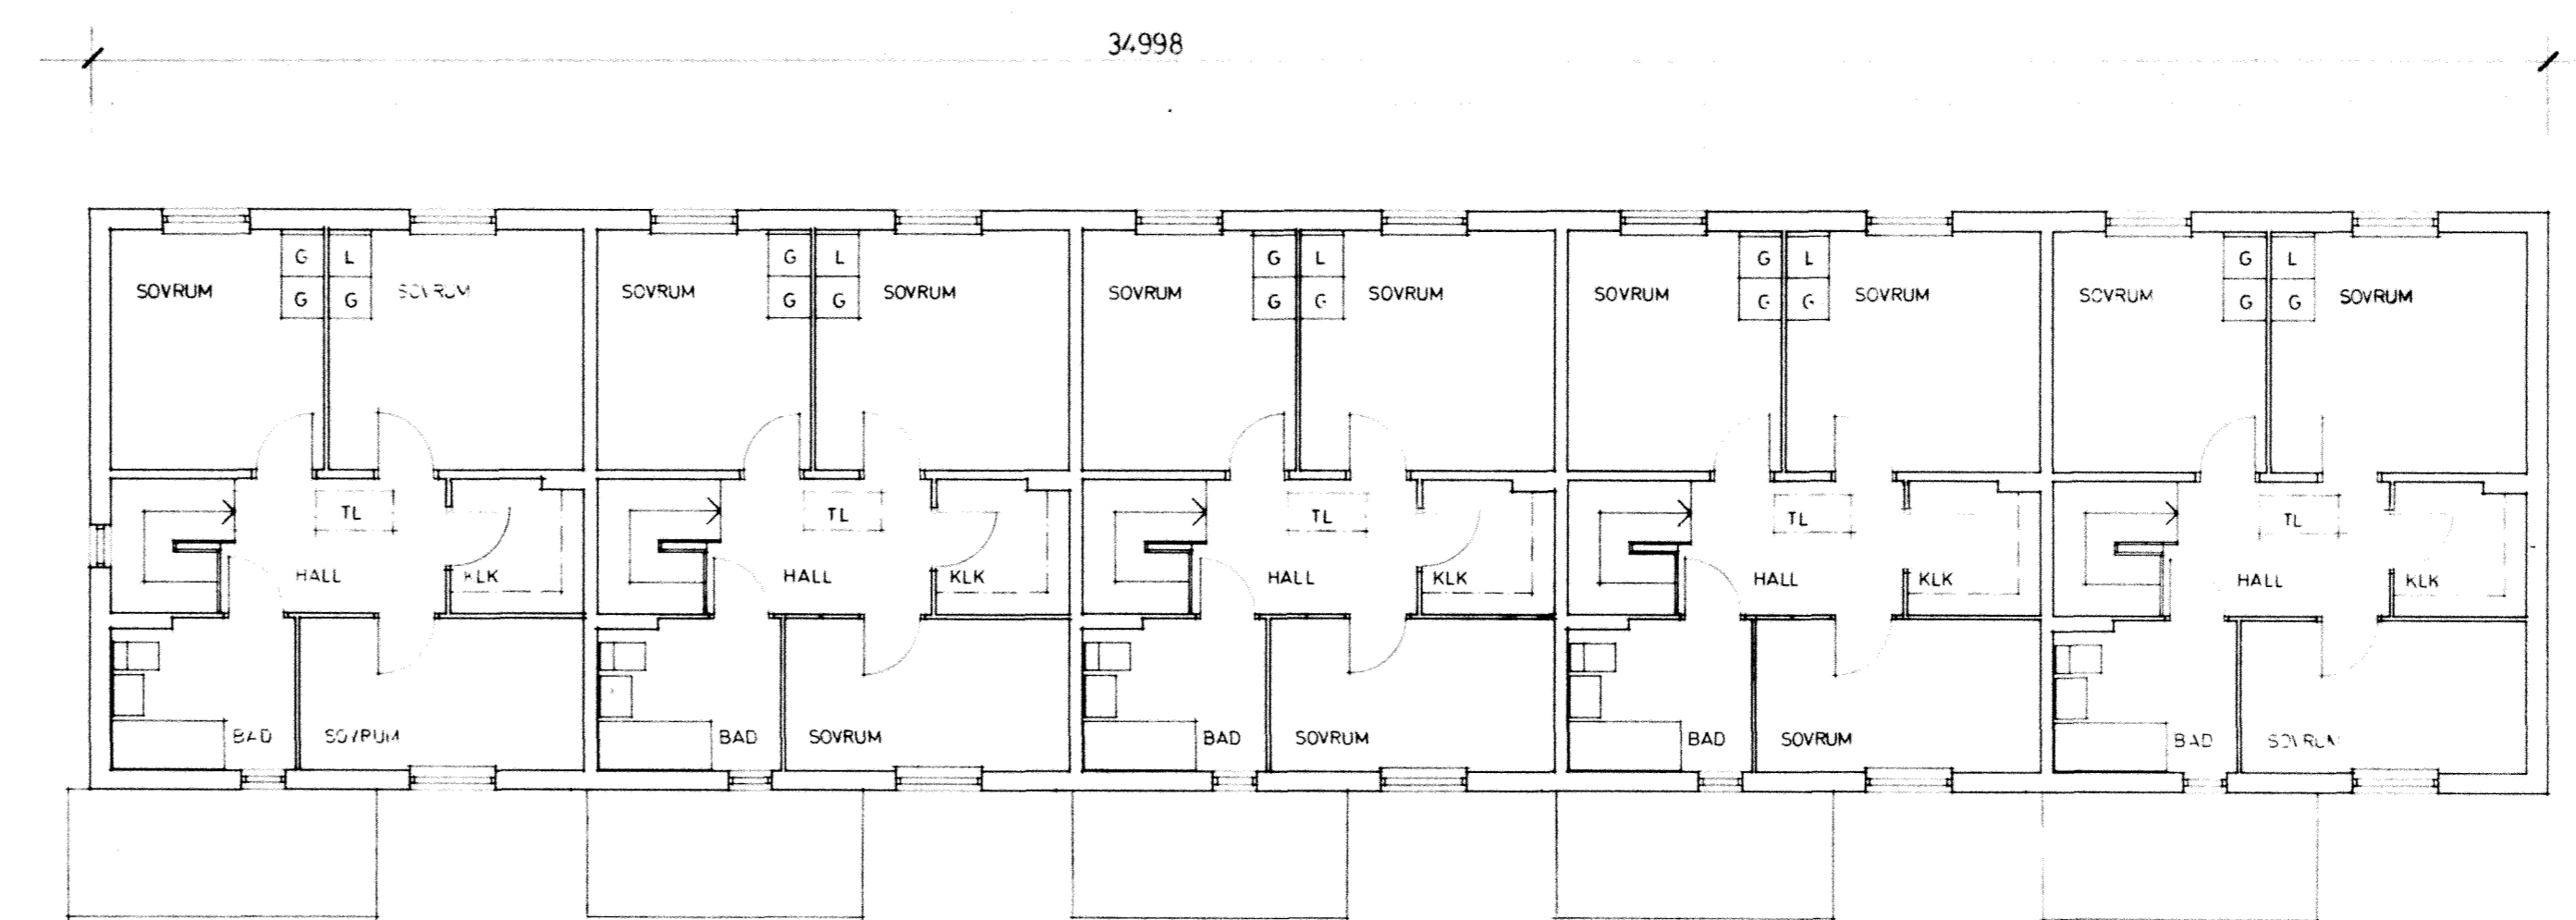 34998
G L G L G L G L G L
SOVRUM G G SOVRUM SOVRUM G G SOVRUM SOVRUM G G SOVRUM SOVRUM G G SOVRUM SOVRUM G G SOVRUM
TL TL TL TL TL
HALL KLK HALL KLK HALL KLK HALL KLK HALL KLK
BAD SOVRUM BAD SOVRUM BAD SOVRUM BAD SOVRUM BAD SOVRUM